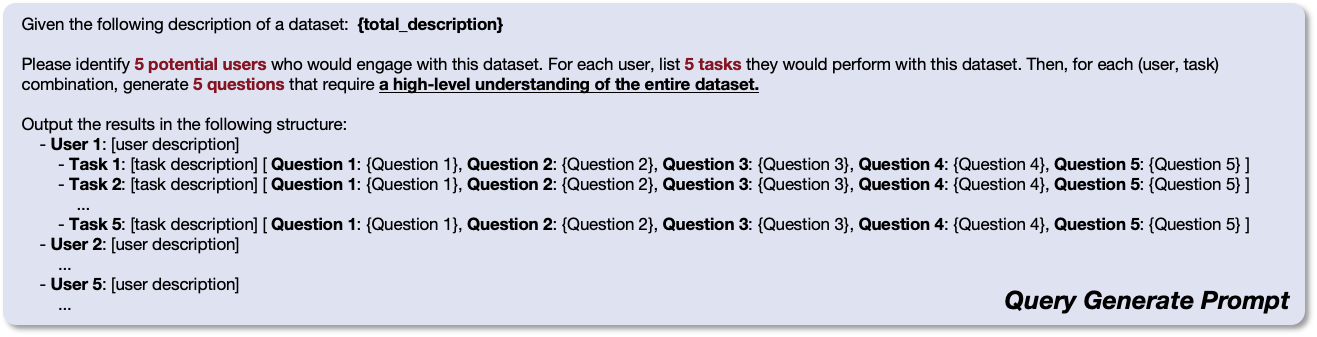 Given the following description of a dataset: {total_description}
Please identify 5 potential users who would engage with this dataset. For each user, list 5 tasks they would perform with this dataset. Then, for each (user, task)
combination, generate 5 questions that require a high-level understanding of the entire dataset.
Output the results in the following structure:
- User 1: [user description]
- Task 1: [task description] [ Question 1: {Question 1}, Question 2: {Question 2}, Question 3: {Question 3}, Question 4: {Question 4}, Question 5: {Question 5} ]
- Task 2: [task description] [ Question 1: {Question 1}, Question 2: {Question 2}, Question 3: {Question 3}, Question 4: {Question 4}, Question 5: {Question 5} ]
...
- Task 5: [task description] [ Question 1: {Question 1}, Question 2: {Question 2}, Question 3: {Question 3}, Question 4: {Question 4}, Question 5: {Question 5} ]
- User 2: [user description]
...
- User 5: [user description]
...
Query Generate Prompt